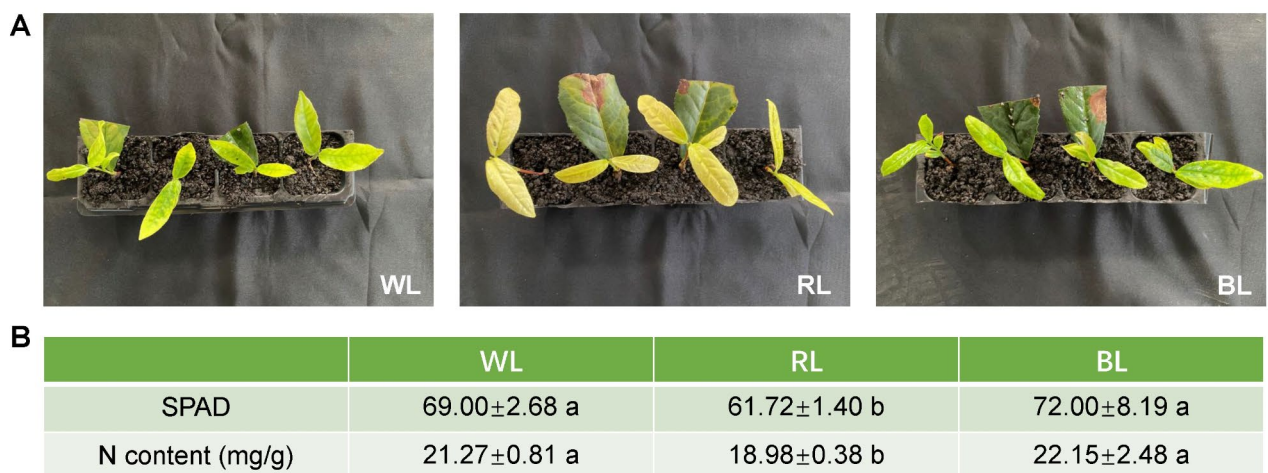 A
WL
RL
BL
B
WL RL BL
SPAD 69.00±2.68 a 61.72±1.40 b 72.00±8.19 a
N content (mg/g) 21.27±0.81 a 18.98±0.38 b 22.15±2.48 a